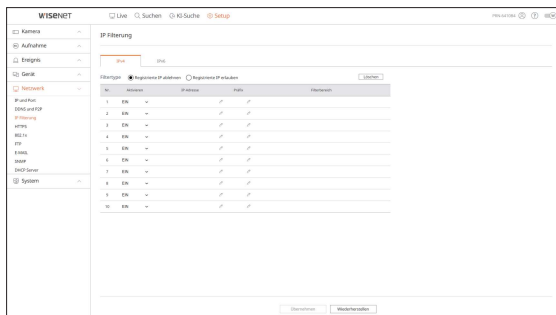 WISENET
Live Suchen KI-Suche Setup
Kamera
Aufnahme
Ereignis
Gerät
Netzwerk
IP und Port
DDNS und P2P
IP-Filterung
HTTPS
802.1x
FTP
E-MAIL
SNMP
DHCP Server
System
IP Filterung
IPv4 IPv6
Filtertype Registrierte IP ablehnen Registrierte IP erlauben Löschen
Nr. Aktivieren IP-Adresse Präfix Filterbereich
1 EIN
2 EIN
3 EIN
4 EIN
5 EIN
6 EIN
7 EIN
8 EIN
9 EIN
10 EIN
Übernehmen Wiederherstellen